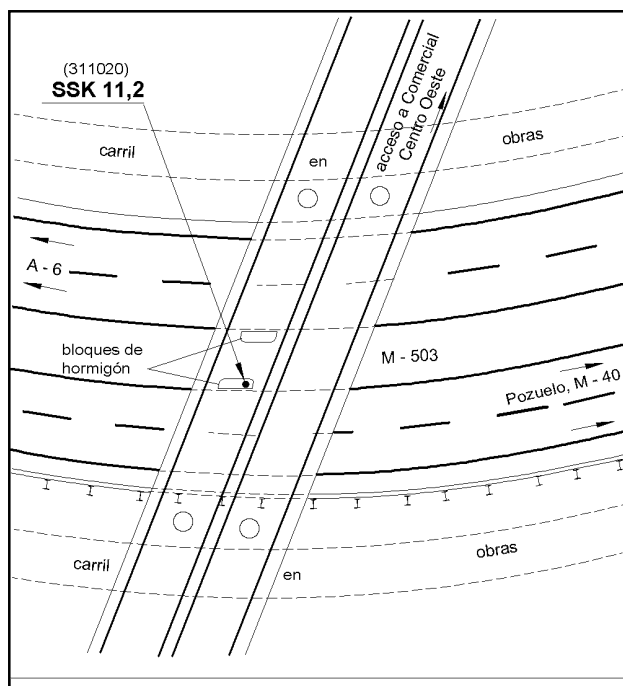 (311020)
SSK 11,2
acceso a Comercial
Centro Oeste
carril
en
obras
A - 6
bloques de
hormigón
M - 503
Pozuelo, M - 40
carril
en
obras